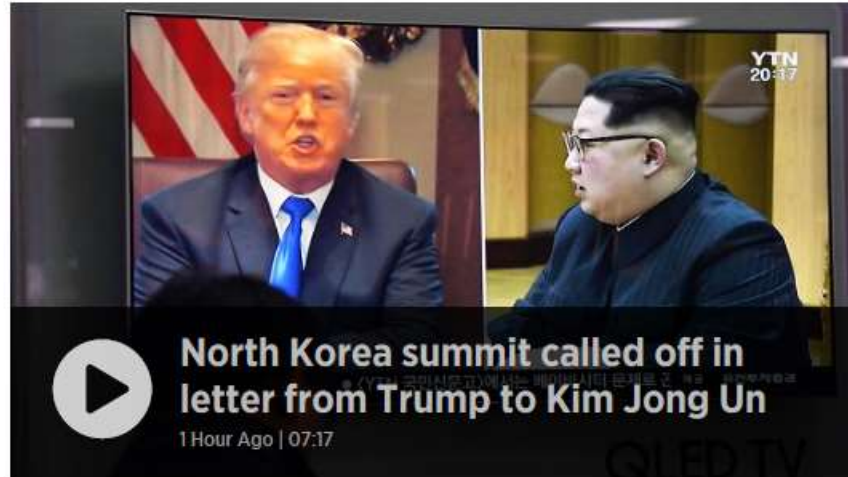 YTN
20:17
North Korea summit called off in
letter from Trump to Kim Jong Un
1 Hour Ago | 07:17
QLED TV